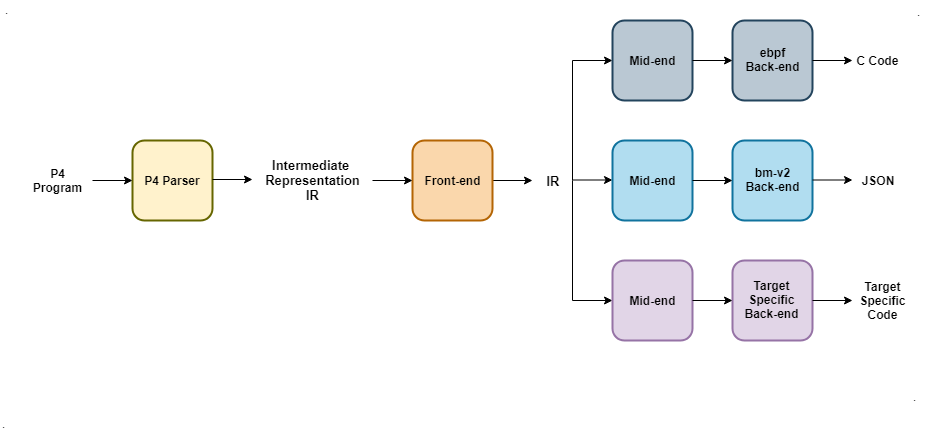 P4
Program
P4 Parser
Intermediate
Representation
IR
Front-end
IR
Mid-end
ebpf
Back-end
C Code
Mid-end
bm-v2
Back-end
JSON
Mid-end
Target
Specific
Back-end
Target
Specific
Code